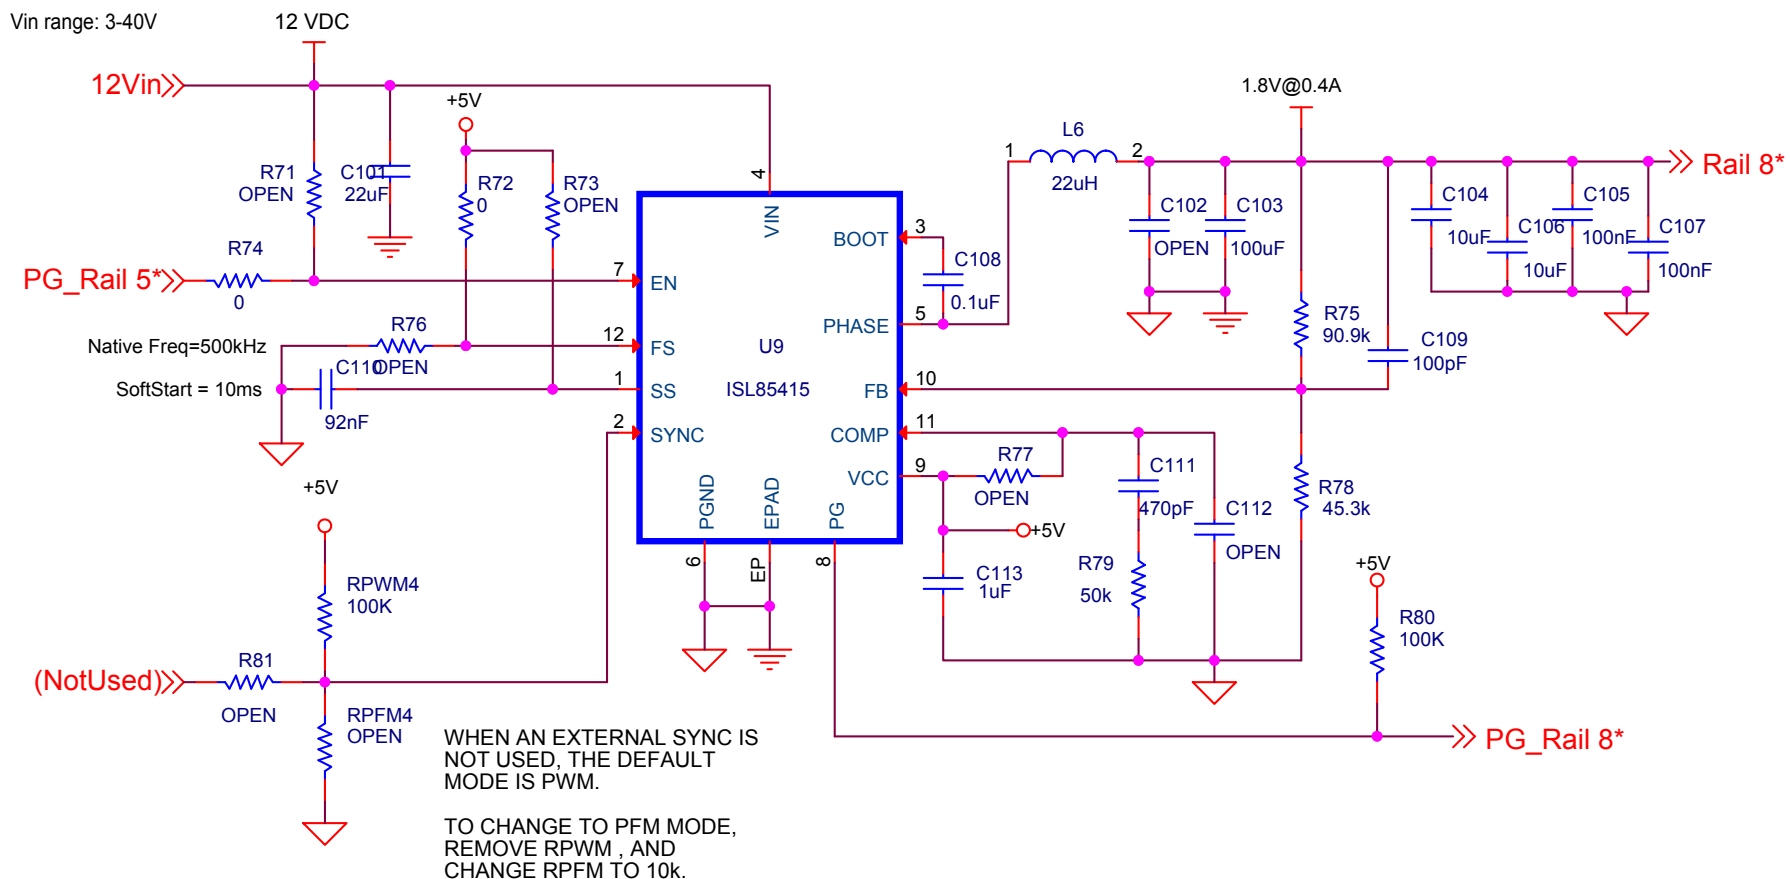 Vin range: 3-40V
12 VDC
12Vin
+5V
1.8V@0.4A
R71
OPEN
C101
22uF
R72
0
R73
OPEN
4
VIN
1
L6
2
22uH
Rail 8*
C102
OPEN
C103
100uF
C104
10uF
C105
100nF
C106
10uF
C107
100nF
R74
0
PG_Rail 5*
7
EN
BOOT
3
C108
0.1uF
PHASE
5
R75
90.9k
C109
100pF
Native Freq=500kHz
R76
OPEN
12
FS
U9
ISL85415
SoftStart = 10ms
C110
92nF
1
SS
FB
10
2
SYNC
COMP
11
VCC
9
R77
OPEN
C111
470pF
C112
OPEN
R78
45.3k
PGND
EPAD
PG
6
EP
8
+5V
C113
1uF
R79
50k
+5V
R80
100K
+5V
RPWM4
100K
(NotUsed)
R81
OPEN
RPFM4
OPEN
PG_Rail 8*
WHEN AN EXTERNAL SYNC IS
NOT USED, THE DEFAULT
MODE IS PWM.
TO CHANGE TO PFM MODE,
REMOVE RPWM , AND
CHANGE RPFM TO 10k.